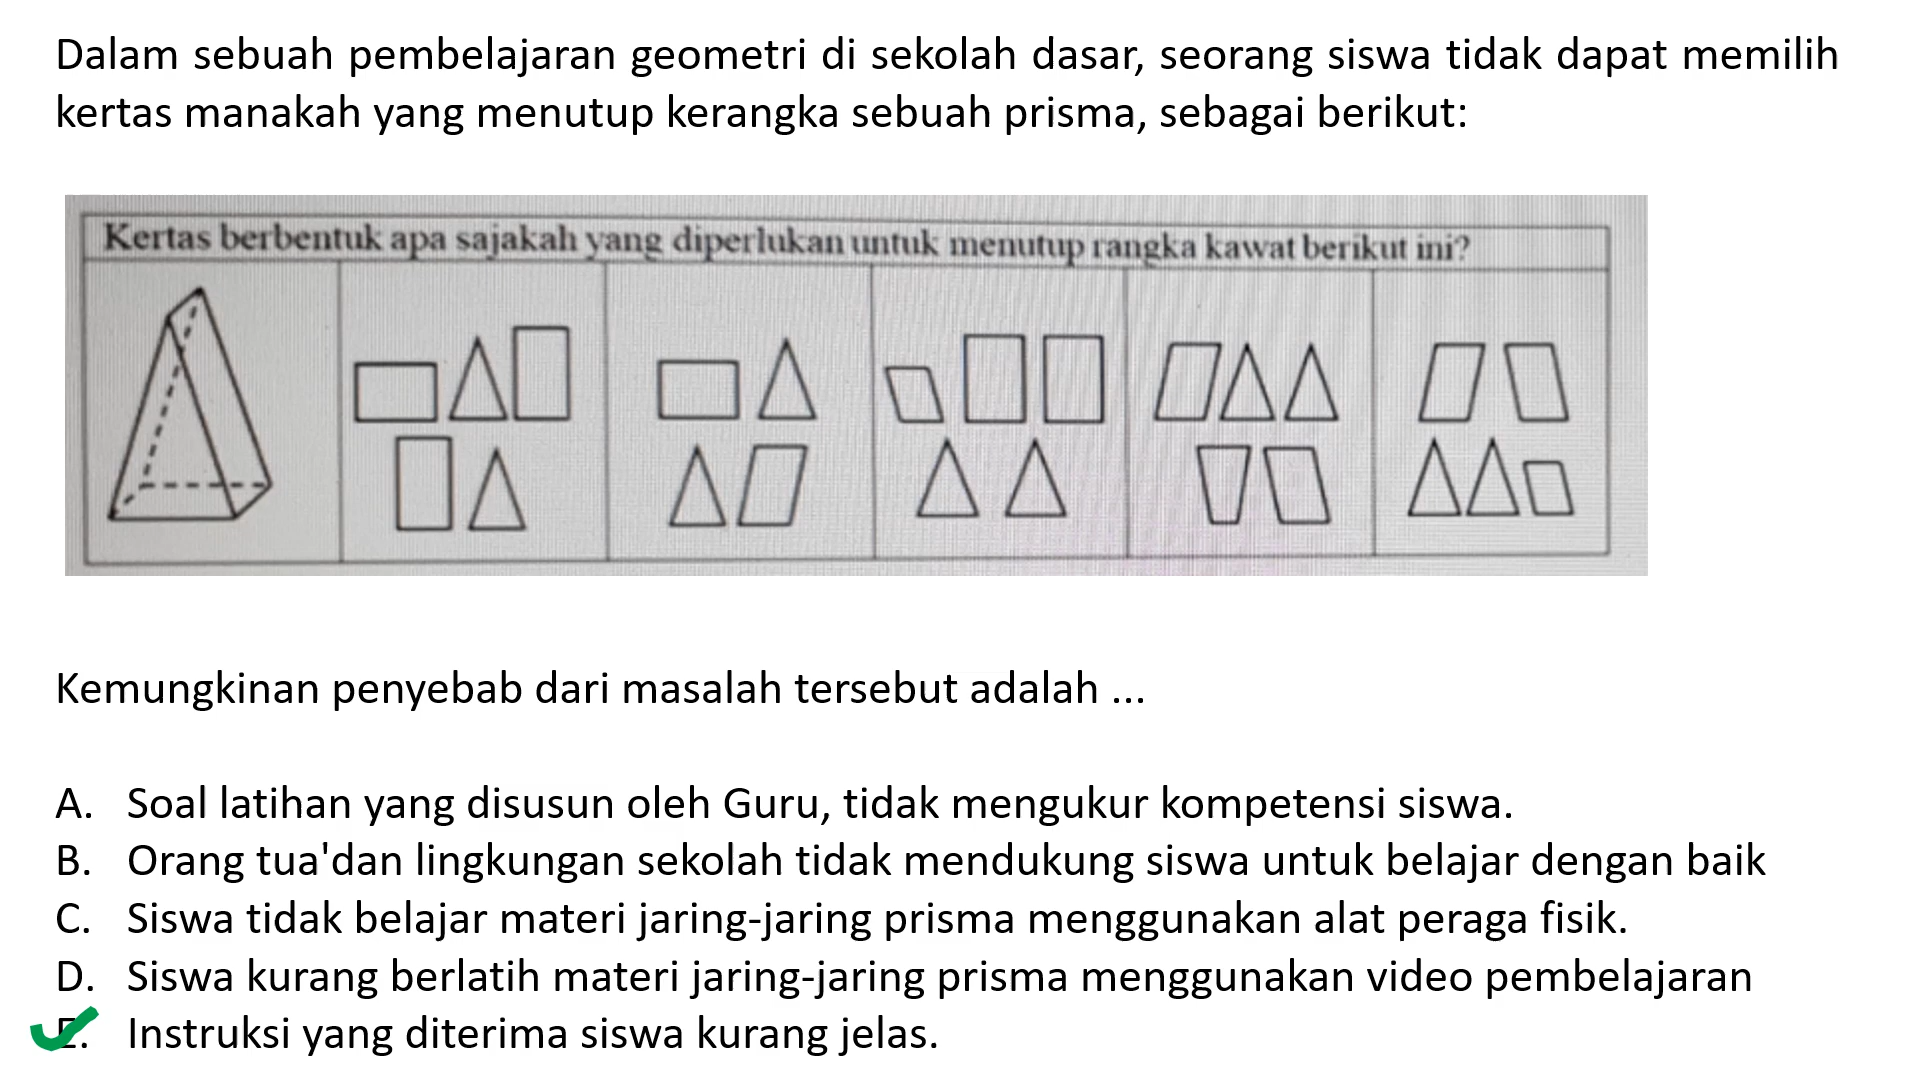 Dalam sebuah pembelajaran geometri di sekolah dasar, seorang siswa tidak dapat memilih
kertas manakah yang menutup kerangka sebuah prisma, sebagai berikut:
Kertas berbentuk apa sajakah yang diperlukan untuk menutup rangka kawat berikut ini?
Kemungkinan penyebab dari masalah tersebut adalah ...
A. Soal latihan yang disusun oleh Guru, tidak mengukur kompetensi siswa.
B. Orang tua'dan lingkungan sekolah tidak mendukung siswa untuk belajar dengan baik
C. Siswa tidak belajar materi jaring-jaring prisma menggunakan alat peraga fisik.
D. Siswa kurang berlatih materi jaring-jaring prisma menggunakan video pembelajaran
E. Instruksi yang diterima siswa kurang jelas.